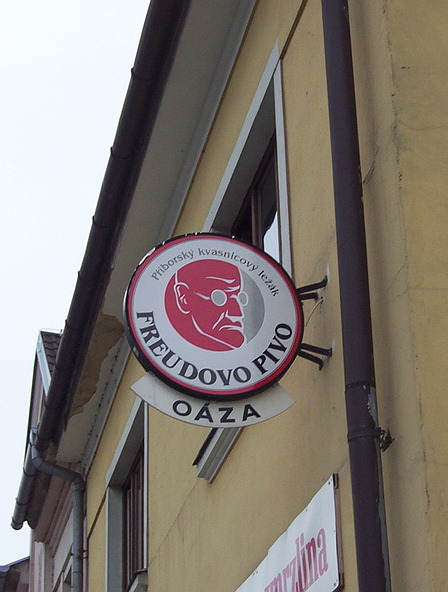 Příborský kvasnicový ležák
FREUDOVO PIVO
OÁZA